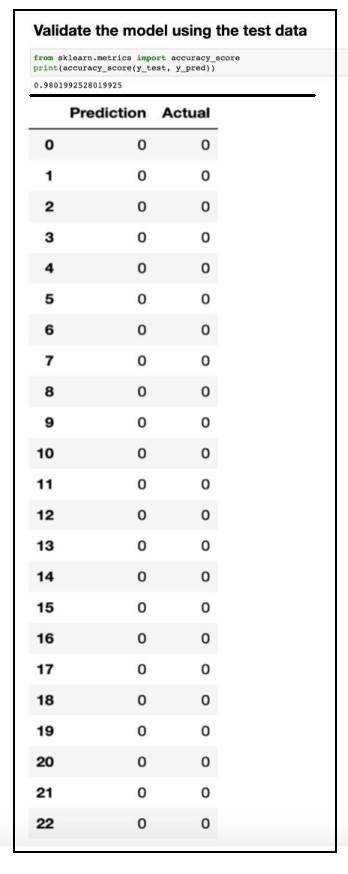 Validate the model using the test data
from sklearn.metrics import accuracy_score
print(accuracy_score(y_test, y_pred))
0.9801992528019925
Prediction Actual
0 0 0
1 0 0
2 0 0
3 0 0
4 0 0
5 0 0
6 0 0
7 0 0
8 0 0
9 0 0
10 0 0
11 0 0
12 0 0
13 0 0
14 0 0
15 0 0
16 0 0
17 0 0
18 0 0
19 0 0
20 0 0
21 0 0
22 0 0